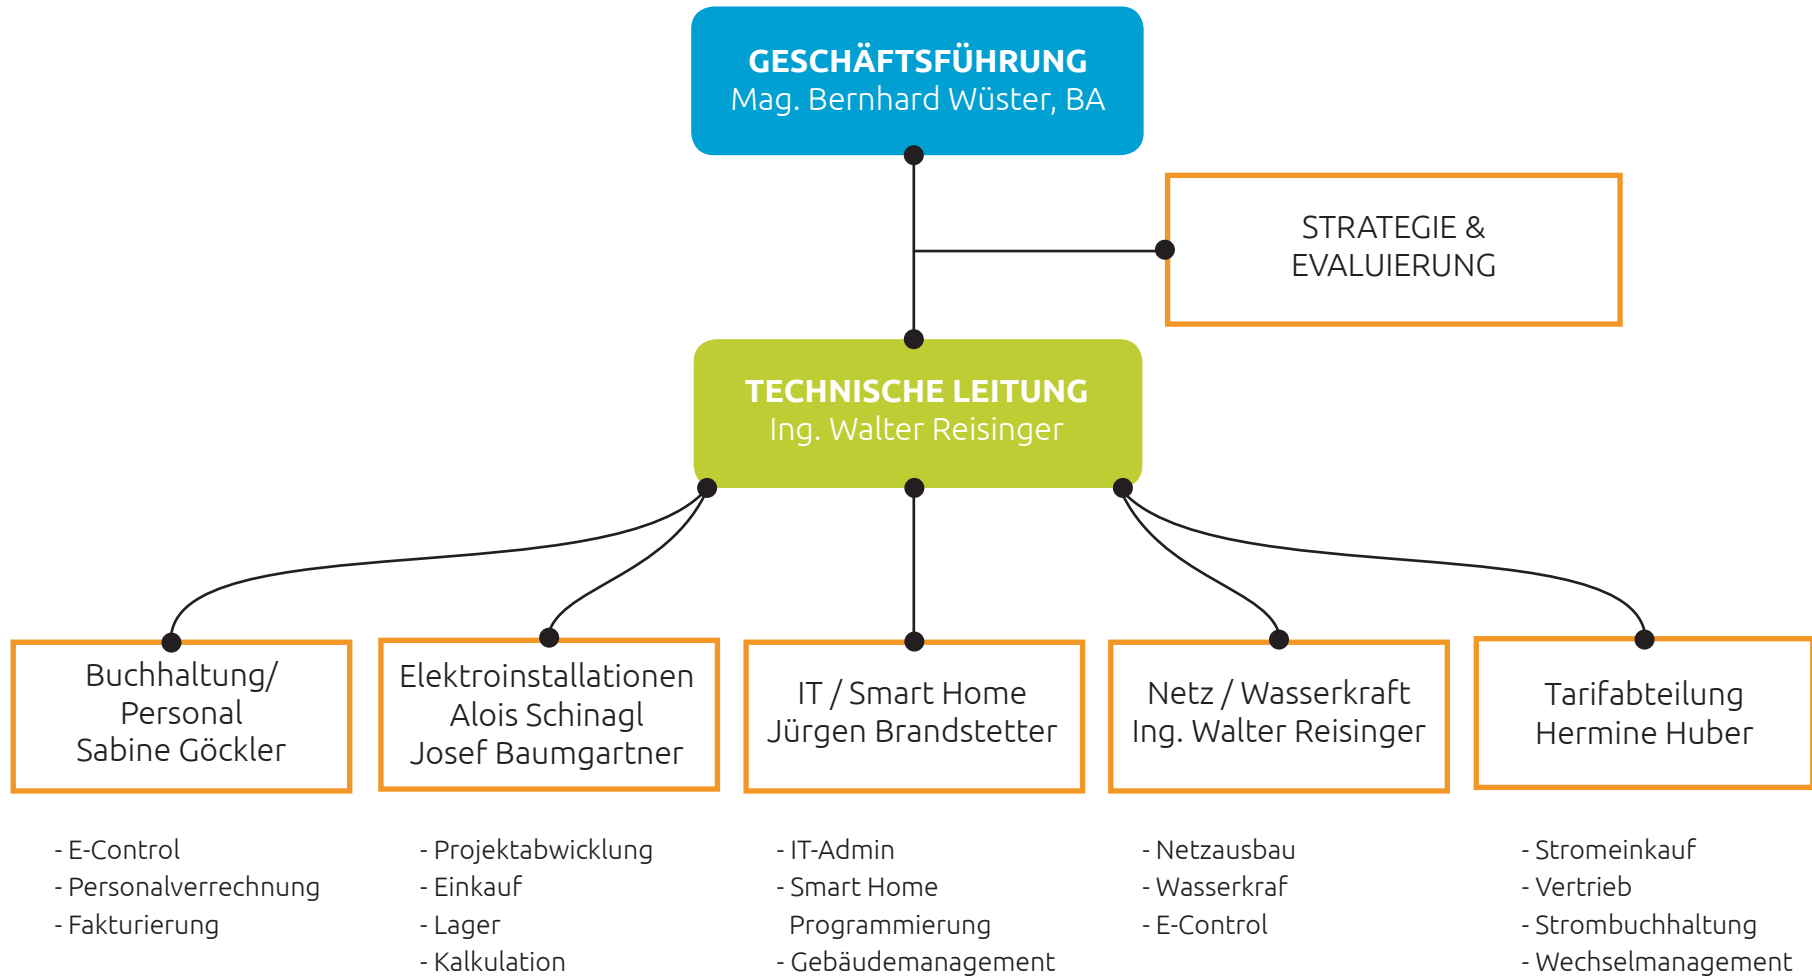 GESCHÄFTSFÜHRUNG
Mag. Bernhard Wüster, BA
STRATEGIE &
EVALUIERUNG
TECHNISCHE LEITUNG
Ing. Walter Reisinger
Buchhaltung/
Personal
Sabine Göckler
Elektroinstallationen
Alois Schinagl
Josef Baumgartner
IT / Smart Home
Jürgen Brandstetter
Netz / Wasserkraft
Ing. Walter Reisinger
Tarifabteilung
Hermine Huber
- E-Control
- Personalverrechnung
- Fakturierung
- Projektabwicklung
- Einkauf
- Lager
- Kalkulation
- IT-Admin
- Smart Home
Programmierung
- Gebäudemanagement
- Netzausbau
- Wasserkraf
- E-Control
- Stromeinkauf
- Vertrieb
- Strombuchhaltung
- Wechselmanagement